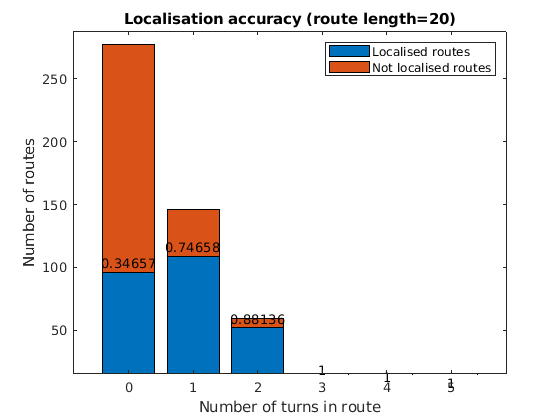 Localisation accuracy (route length=20)
Localised routes
Not localised routes
Number of routes
250
200
150
100
50
0.34657
0.74658
0.88136
1
1
1
0 1 2 3 4 5
Number of turns in route